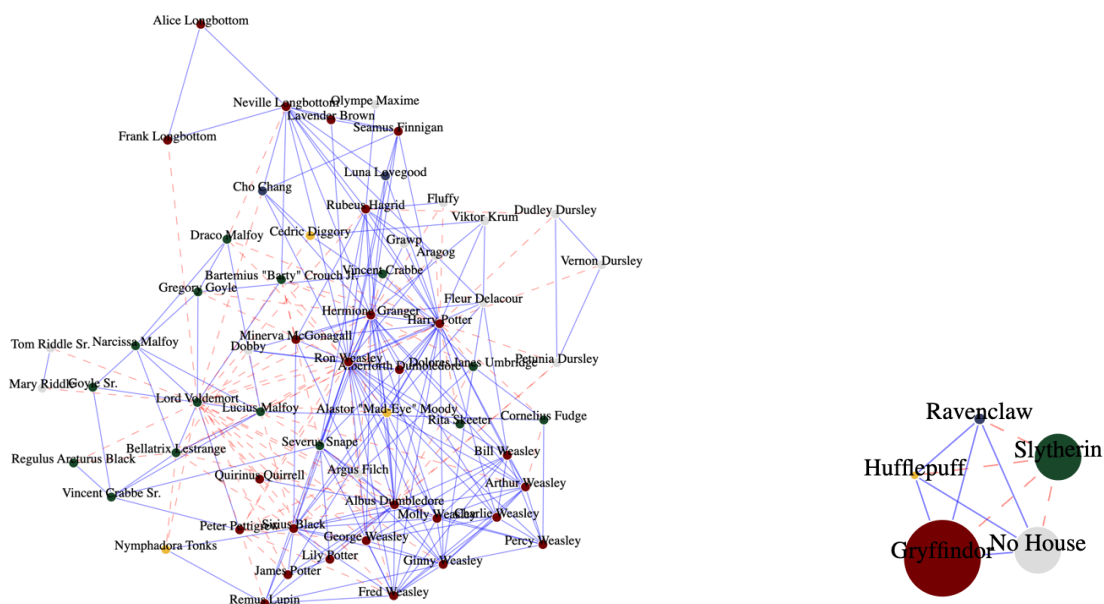 Alice Longbottom
Neville Longbottom
Olympe Maxime
Lavender Brown
Seamus Finnigan
Frank Longbottom
Luna Lovegood
Cho Chang
Rubeus Hagrid
Fluffy
Viktor Krum
Dudley Dursley
Cedric Diggory
Draco Malfoy
Grawp
Aragog
Vernon Dursley
Bartemius "Barty" Crouch Jr.
Vincent Crabbe
Gregory Goyle
Fleur Delacour
Hermione Granger
Harry Potter
Minerva McGonagall
Tom Riddle Sr.
Narcissa Malfoy
Dobby
Ron Weasley
Aberforth Dumbledore
Dolores Janes Umbridge
Petunia Dursley
Mary Riddle
Goyle Sr.
Lord Voldemort
Lucius Malfoy
Alastor "Mad-Eye" Moody
Rita Skeeter
Cornelius Fudge
Bellatrix Lestrange
Severus Snape
Bill Weasley
Regulus Arcturus Black
Argus Filch
Quirinus Quirrell
Arthur Weasley
Vincent Crabbe Sr.
Albus Dumbledore
Peter Pettigrew
Sirius Black
Molly Weasley
Charlie Weasley
George Weasley
Percy Weasley
Nymphadora Tonks
Lily Potter
Ginny Weasley
James Potter
Remus Lupin
Fred Weasley
Ravenclaw
Slytherin
Hufflepuff
Gryffindor
No House